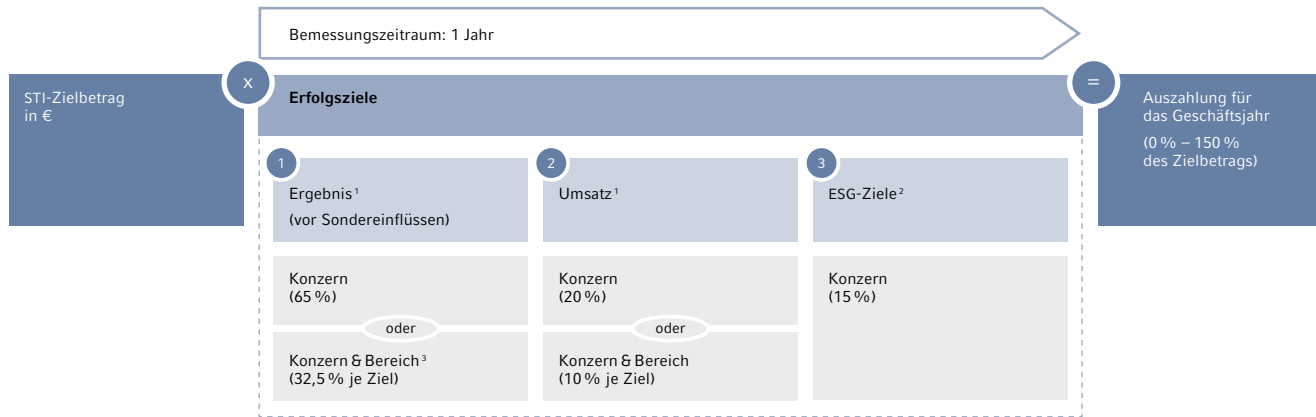 Bemessungszeitraum: 1 Jahr
STI-Zielbetrag
in €
x
Erfolgsziele
=
Auszahlung für
das Geschäftsjahr
(0 % – 150 %
des Zielbetrags)
1
Ergebnis ¹
(vor Sondereinflüssen)
2
Umsatz ¹
3
ESG-Ziele ²
Konzern
(65 %)
oder
Konzern & Bereich ³
(32,5 % je Ziel)
Konzern
(20 %)
oder
Konzern & Bereich
(10 % je Ziel)
Konzern
(15 %)